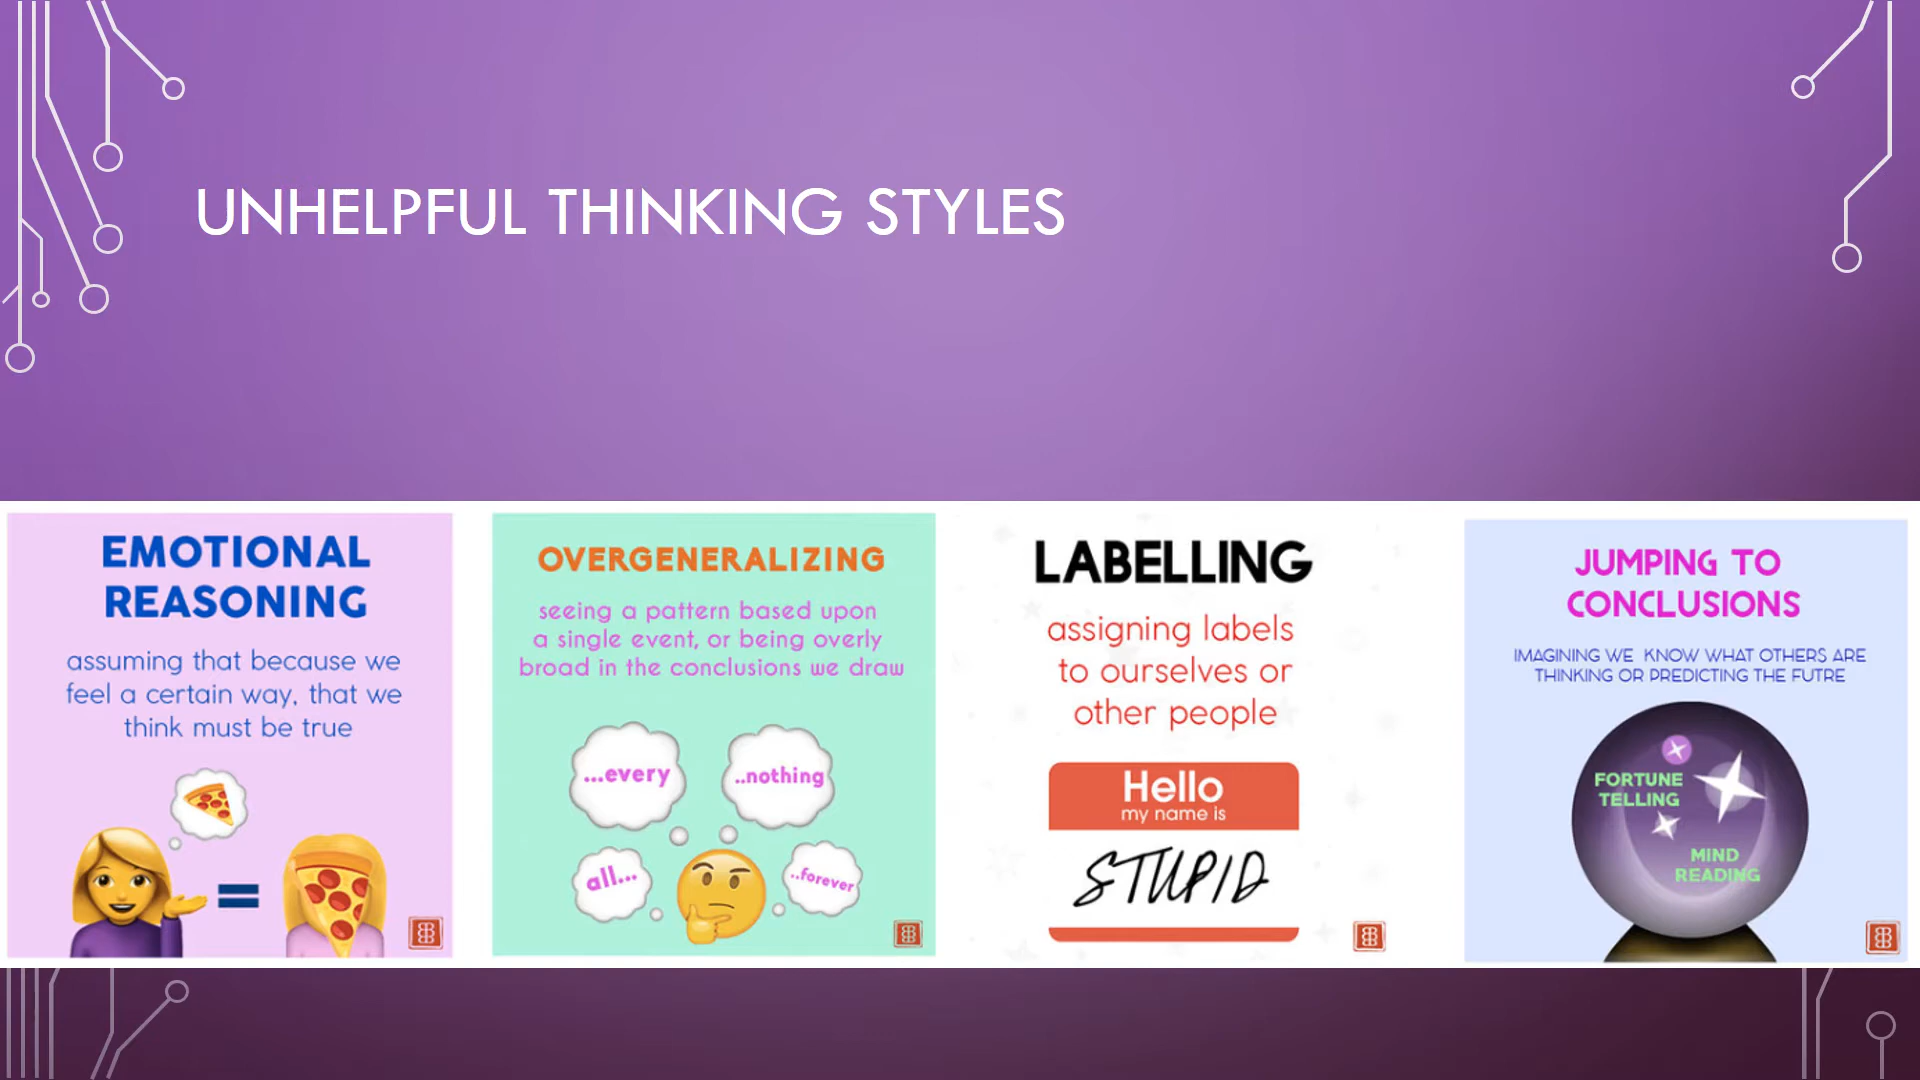 UNHELPFUL THINKING STYLES
EMOTIONAL
REASONING
assuming that because we
feel a certain way, that we
think must be true
OVERGENERALIZING
seeing a pattern based upon
a single event, or being overly
broad in the conclusions we draw
...every
..nothing
all...
..forever
LABELLING
assigning labels
to ourselves or
other people
Hello
my name is
STUPID
JUMPING TO
CONCLUSIONS
IMAGINING WE KNOW WHAT OTHERS ARE
THINKING OR PREDICTING THE FUTRE
FORTUNE
TELLING
MIND
READING